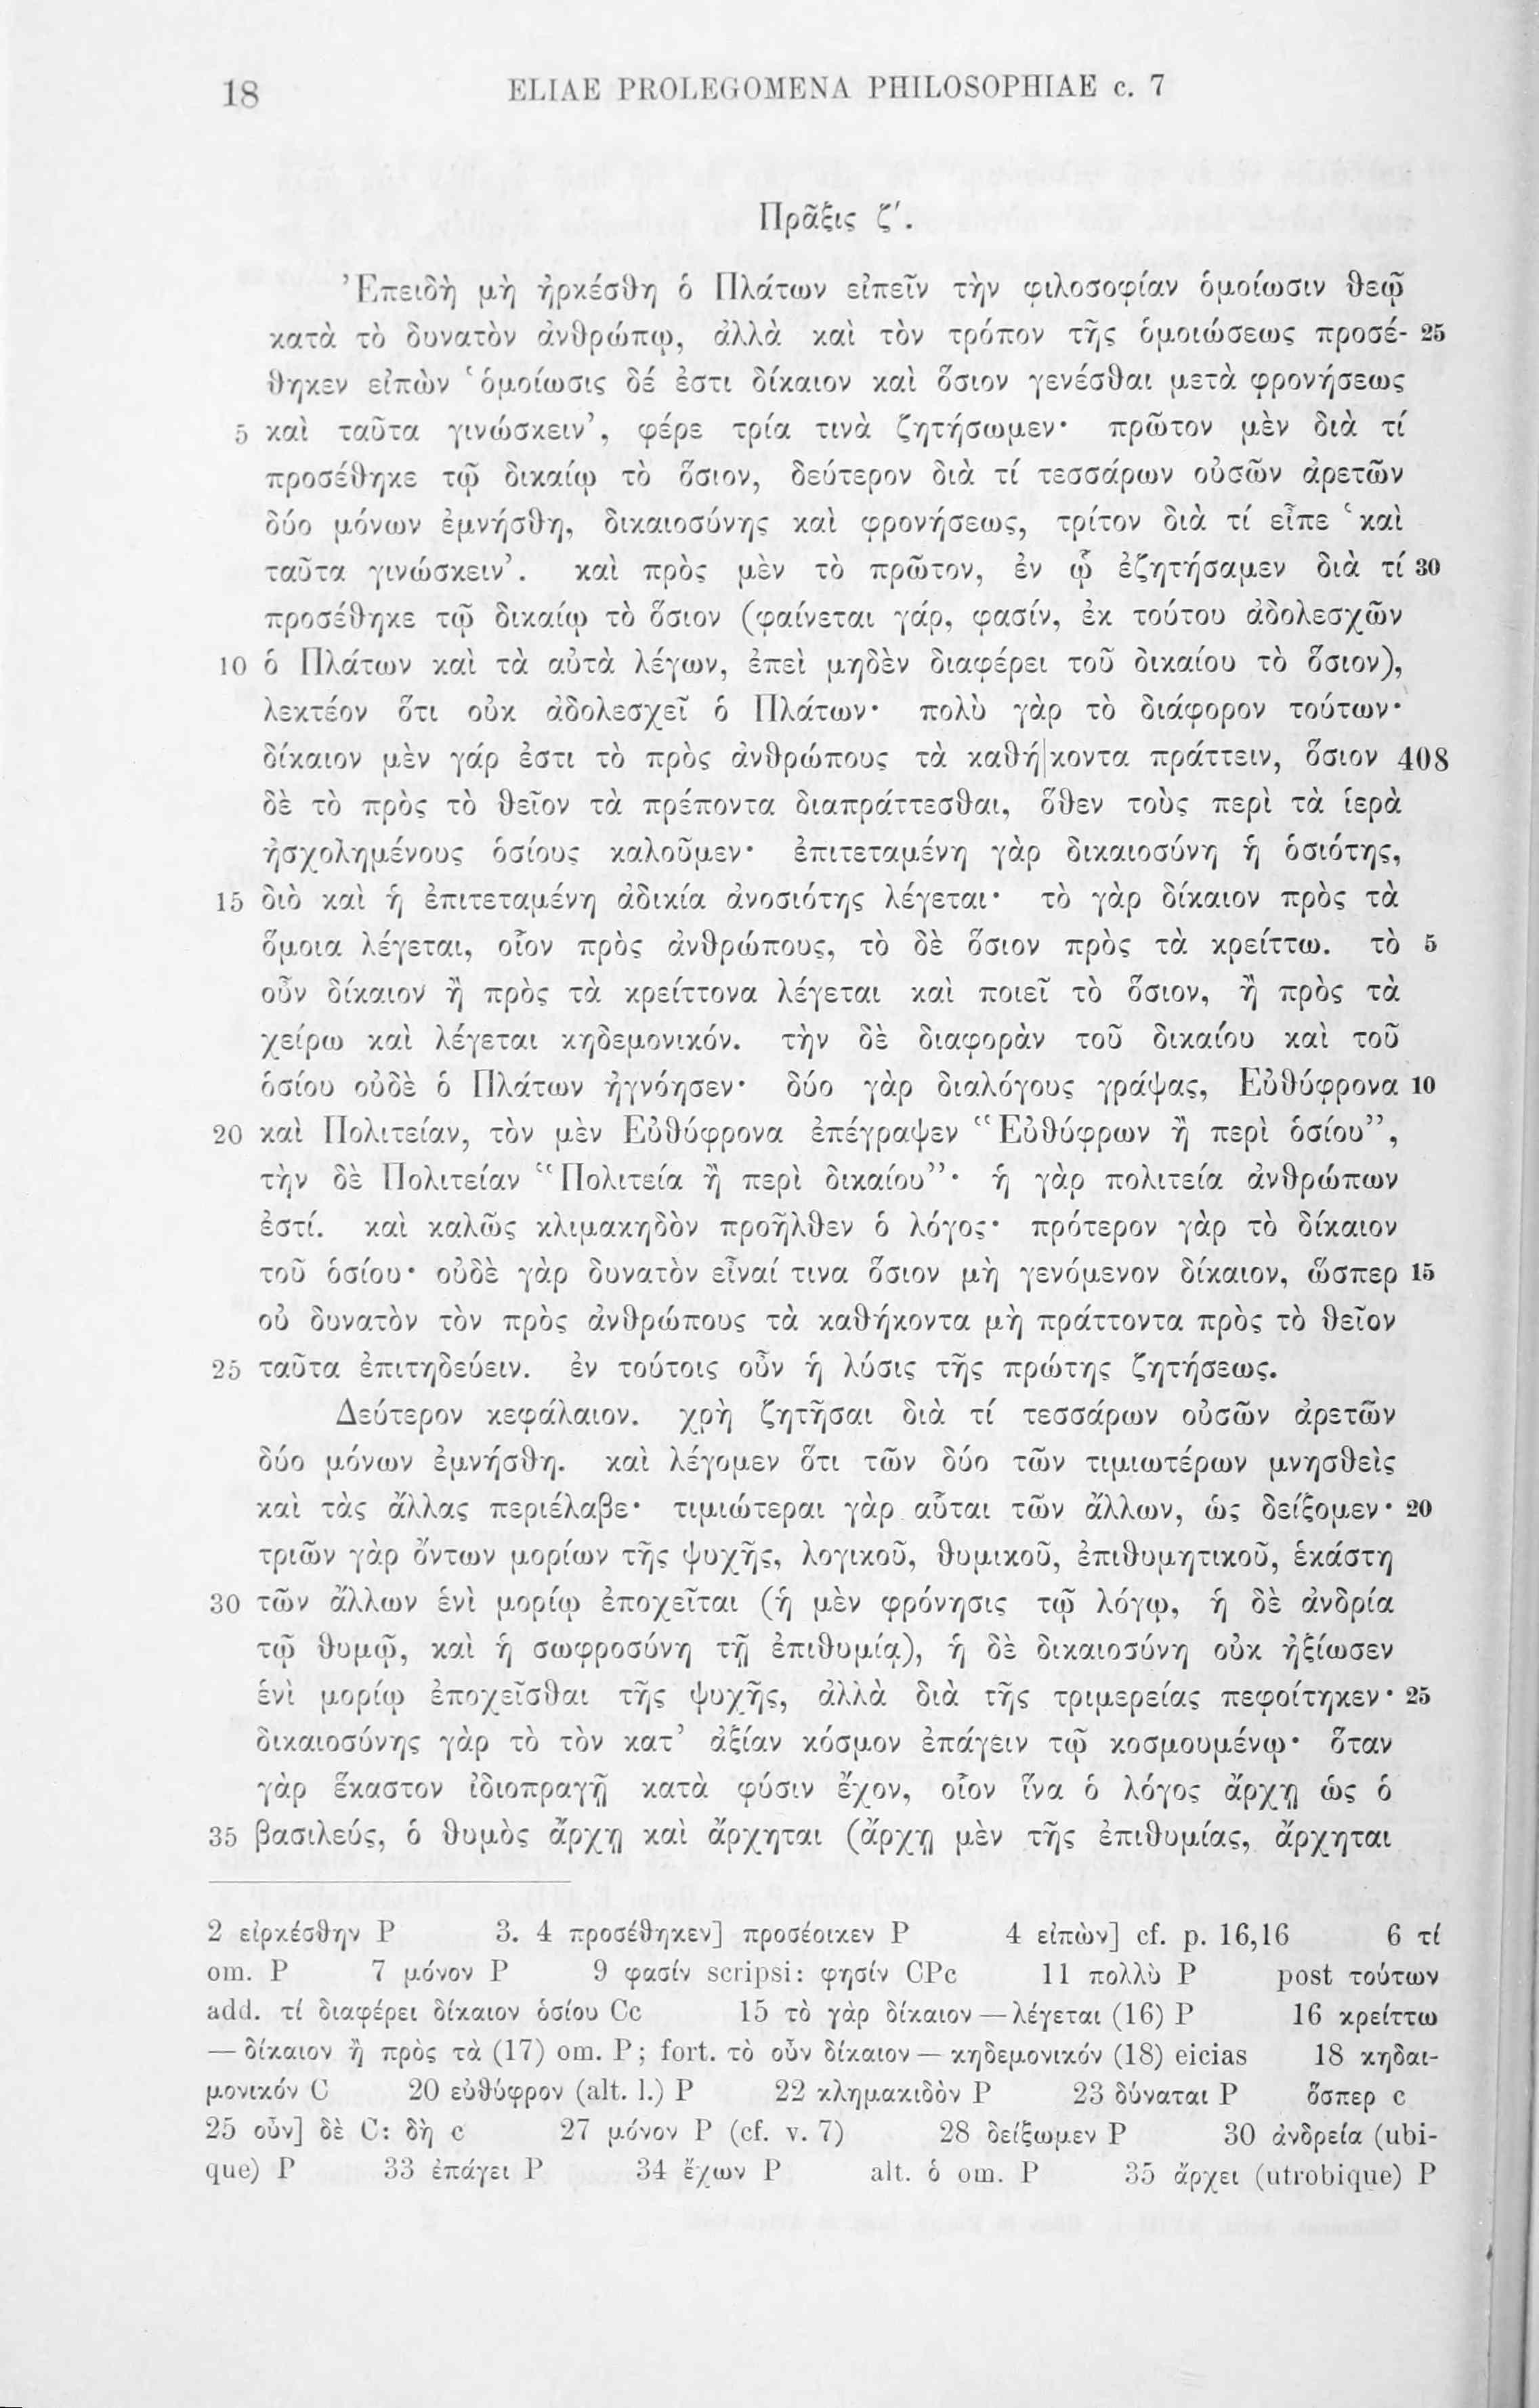 18 ELIAE PROLEGOMENA PHILOSOPHIAE c. 7
Πρᾶξις ζ΄.
Ἐπειδὴ μὴ ἠρκέσθη ὁ Πλάτων εἰπεῖν τὴν φιλοσοφίαν ὁμοίωσιν θεῷ
κατὰ τὸ δυνατὸν ἀνθρώπῳ, ἀλλὰ καὶ τὸν τρόπον τῆς ὁμοιώσεως προσέ- 25
θηκεν εἰπὼν ‘ὁμοίωσις δέ ἐστι δίκαιον καὶ ὅσιον γενέσθαι μετὰ φρονήσεως
5 καὶ ταῦτα γινώσκειν’, φέρε τρία τινὰ ζητήσωμεν· πρῶτον μὲν διὰ τί
προσέθηκε τῷ δικαίῳ τὸ ὅσιον, δεύτερον διὰ τί τεσσάρων οὐσῶν ἀρετῶν
δύο μόνων ἐμνήσθη, δικαιοσύνης καὶ φρονήσεως, τρίτον διὰ τί εἶπε ‘καὶ
ταῦτα γινώσκειν’. καὶ πρὸς μὲν τὸ πρῶτον, ἐν ᾧ ἐζητήσαμεν διὰ τί 30
προσέθηκε τῷ δικαίῳ τὸ ὅσιον (φαίνεται γάρ, φασίν, ἐκ τούτου ἀδολεσχῶν
10 ὁ Πλάτων καὶ τὰ αὐτὰ λέγων, ἐπεὶ μηδὲν διαφέρει τοῦ δικαίου τὸ ὅσιον),
λεκτέον ὅτι οὐκ ἀδολεσχεῖ ὁ Πλάτων· πολὺ γὰρ τὸ διάφορον τούτων·
δίκαιον μὲν γάρ ἐστι τὸ πρὸς ἀνθρώπους τὰ καθή|κοντα πράττειν, ὅσιον 408
δὲ τὸ πρὸς τὸ θεῖον τὰ πρέποντα διαπράττεσθαι, ὅθεν τοὺς περὶ τὰ ἱερὰ
ἠσχολημένους ὁσίους καλοῦμεν· ἐπιτεταμένη γὰρ δικαιοσύνη ἡ ὁσιότης,
15 διὸ καὶ ἡ ἐπιτεταμένη ἀδικία ἀνοσιότης λέγεται· τὸ γὰρ δίκαιον πρὸς τὰ
ὅμοια λέγεται, οἷον πρὸς ἀνθρώπους, τὸ δὲ ὅσιον πρὸς τὰ κρείττω. τὸ 5
οὖν δίκαιον ἢ πρὸς τὰ κρείττονα λέγεται καὶ ποιεῖ τὸ ὅσιον, ἢ πρὸς τὰ
χείρω καὶ λέγεται κηδεμονικόν. τὴν δὲ διαφορὰν τοῦ δικαίου καὶ τοῦ
ὁσίου οὐδὲ ὁ Πλάτων ἠγνόησεν· δύο γὰρ διαλόγους γράψας, Εὐθύφρονα 10
20 καὶ Πολιτείαν, τὸν μὲν Εὐθύφρονα ἐπέγραψεν “Εὐθύφρων ἢ περὶ ὁσίου”,
τὴν δὲ Πολιτείαν “Πολιτεία ἢ περὶ δικαίου”· ἡ γὰρ πολιτεία ἀνθρώπων
ἐστί. καὶ καλῶς κλιμακηδὸν προῆλθεν ὁ λόγος· πρότερον γὰρ τὸ δίκαιον
τοῦ ὁσίου· οὐδὲ γὰρ δυνατὸν εἶναί τινα ὅσιον μὴ γενόμενον δίκαιον, ὥσπερ 15
οὐ δυνατὸν τὸν πρὸς ἀνθρώπους τὰ καθήκοντα μὴ πράττοντα πρὸς τὸ θεῖον
25 ταῦτα ἐπιτηδεύειν. ἐν τούτοις οὖν ἡ λύσις τῆς πρώτης ζητήσεως.
Δεύτερον κεφάλαιον. χρὴ ζητῆσαι διὰ τί τεσσάρων οὐσῶν ἀρετῶν
δύο μόνων ἐμνήσθη. καὶ λέγομεν ὅτι τῶν δύο τῶν τιμιωτέρων μνησθεὶς
καὶ τὰς ἄλλας περιέλαβε· τιμιώτεραι γὰρ αὗται τῶν ἄλλων, ὡς δείξομεν· 20
τριῶν γὰρ ὄντων μορίων τῆς ψυχῆς, λογικοῦ, θυμικοῦ, ἐπιθυμητικοῦ, ἑκάστη
30 τῶν ἄλλων ἑνὶ μορίῳ ἐποχεῖται (ἡ μὲν φρόνησις τῷ λόγῳ, ἡ δὲ ἀνδρία
τῷ θυμῷ, καὶ ἡ σωφροσύνη τῇ ἐπιθυμίᾳ), ἡ δὲ δικαιοσύνη οὐκ ἠξίωσεν
ἑνὶ μορίῳ ἐποχεῖσθαι τῆς ψυχῆς, ἀλλὰ διὰ τῆς τριμερείας πεφοίτηκεν· 25
δικαιοσύνης γὰρ τὸ τὸν κατ’ ἀξίαν κόσμον ἐπάγειν τῷ κοσμουμένῳ· ὅταν
γὰρ ἕκαστον ἰδιοπραγῇ κατὰ φύσιν ἔχον, οἷον ἵνα ὁ λόγος ἄρχῃ ὡς ὁ
35 βασιλεύς, ὁ θυμὸς ἄρχῃ καὶ ἄρχηται (ἄρχῃ μὲν τῆς ἐπιθυμίας, ἄρχηται
2 εἰρκέσθην P 3. 4 προσέθηκεν] προσέοικεν P 4 εἰπὼν] cf. p. 16,16 6 τί
om. P 7 μόνον P 9 φασίν scripsi: φησίν CPc 11 πολλὺ P post τούτων
add. τί διαφέρει δίκαιον ὁσίου Cc 15 τὸ γὰρ δίκαιον — λέγεται (16) P 16 κρείττω
— δίκαιον ἢ πρὸς τὰ (17) om. P; fort. τὸ οὖν δίκαιον — κηδεμονικόν (18) eicias 18 κηδαι-
μονικόν C 20 εὐθύφρον (alt. l.) P 22 κλημακιδὸν P 23 δύναται P ὅσπερ c
25 οὖν] δὲ C: δὴ c 27 μόνον P (cf. v. 7) 28 δείξωμεν P 30 ἀνδρεία (ubi-
que) P 33 ἐπάγει P 34 ἔχων P alt. ὁ om. P 35 ἄρχει (utrobique) P